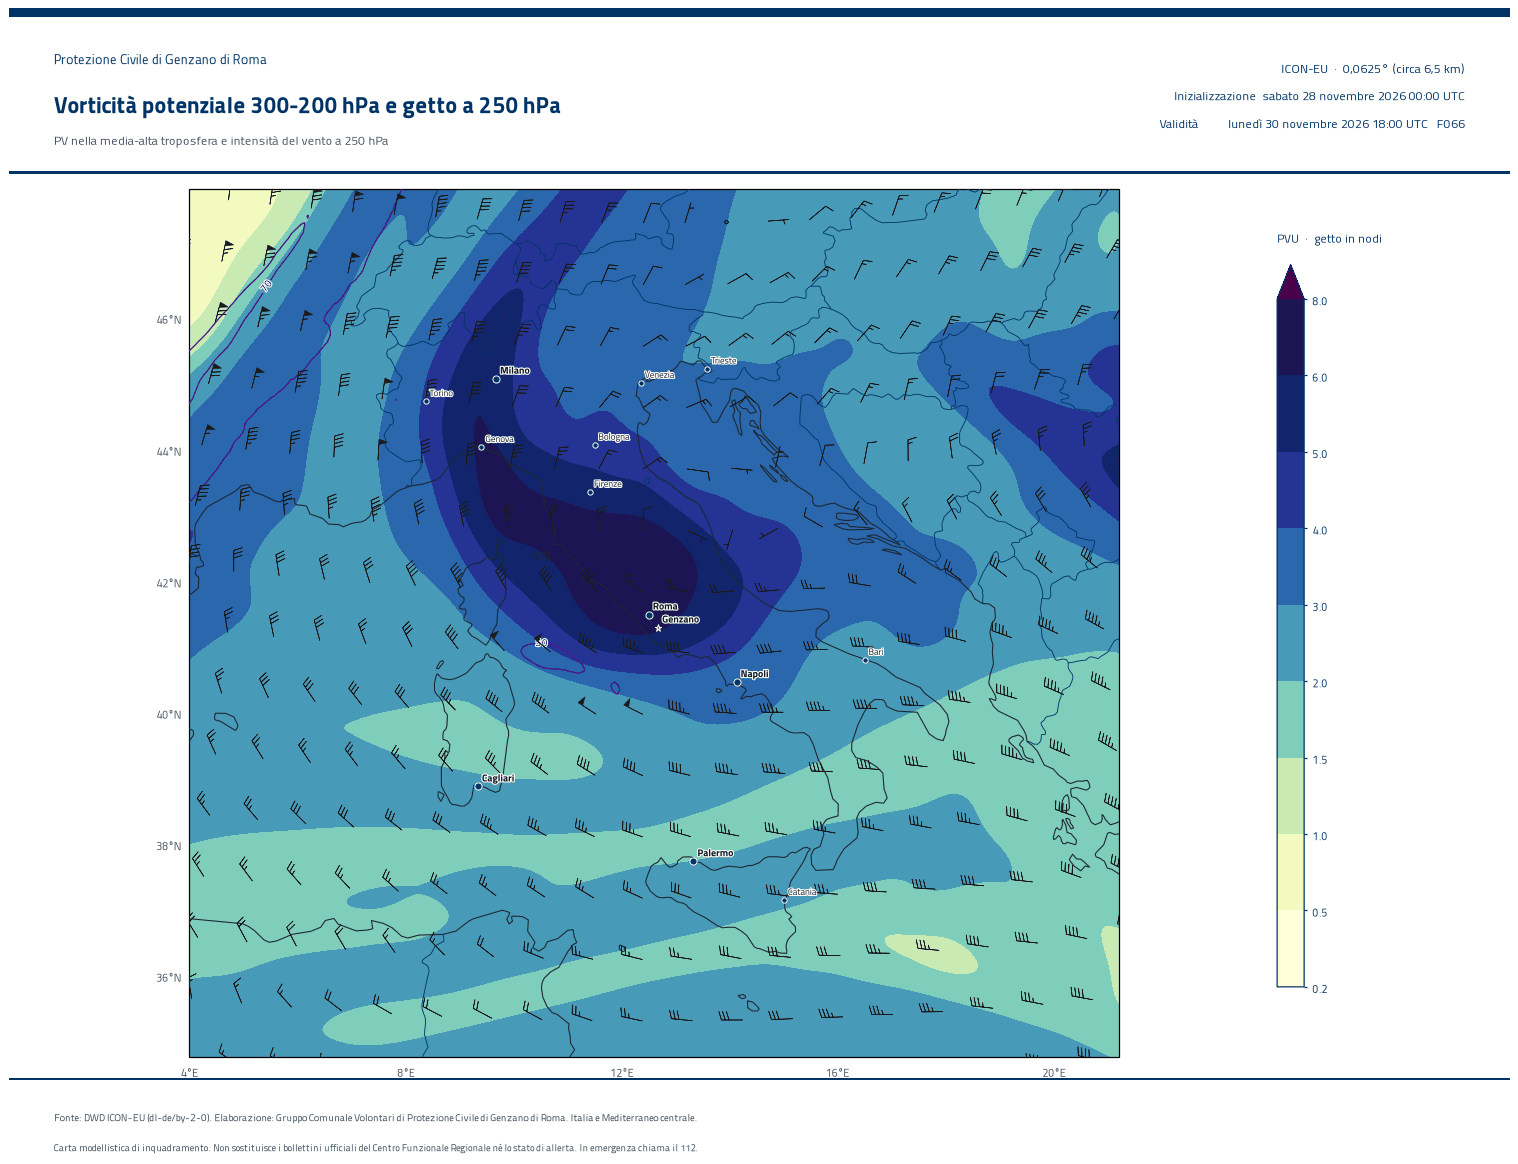 Protezione Civile di Genzano di Roma
Vorticità potenziale 300-200 hPa e getto a 250 hPa
PV nella media-alta troposfera e intensità del vento a 250 hPa
ICON-EU · 0,0625° (circa 6,5 km)
Inizializzazione sabato 28 novembre 2026 00:00 UTC
Validità lunedì 30 novembre 2026 18:00 UTC F066
PVU · getto in nodi
8.0
6.0
5.0
4.0
3.0
2.0
1.5
1.0
0.5
0.2
46°N
44°N
42°N
40°N
38°N
36°N
4°E
8°E
12°E
16°E
20°E
70
50
Milano
Torino
Venezia
Trieste
Genova
Bologna
Firenze
Roma
Genzano
Napoli
Bari
Cagliari
Palermo
Catania
Fonte: DWD ICON-EU (dl-de/by-2-0). Elaborazione: Gruppo Comunale Volontari di Protezione Civile di Genzano di Roma. Italia e Mediterraneo centrale.
Carta modellistica di inquadramento. Non sostituisce i bollettini ufficiali del Centro Funzionale Regionale né lo stato di allerta. In emergenza chiama il 112.